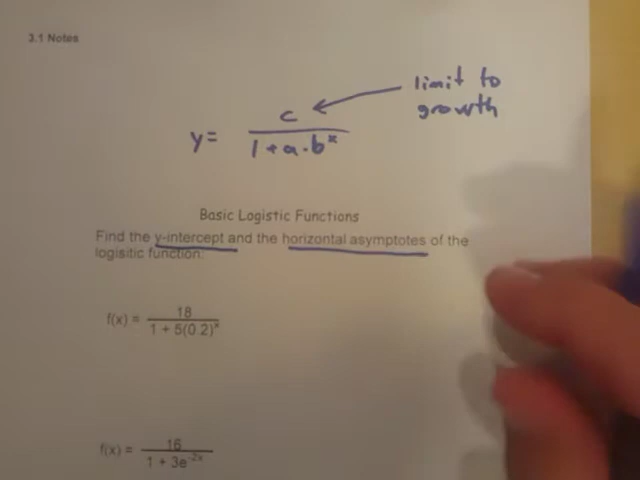 3.1 Notes
y= c / 1 + a · b^x
limit to
growth
Basic Logistic Functions
Find the y-intercept and the horizontal asymptotes of the
logisitic function:
f(x) = 18 / 1 + 5(0.2)^x
f(x) = 16 / 1 + 3e^-2x